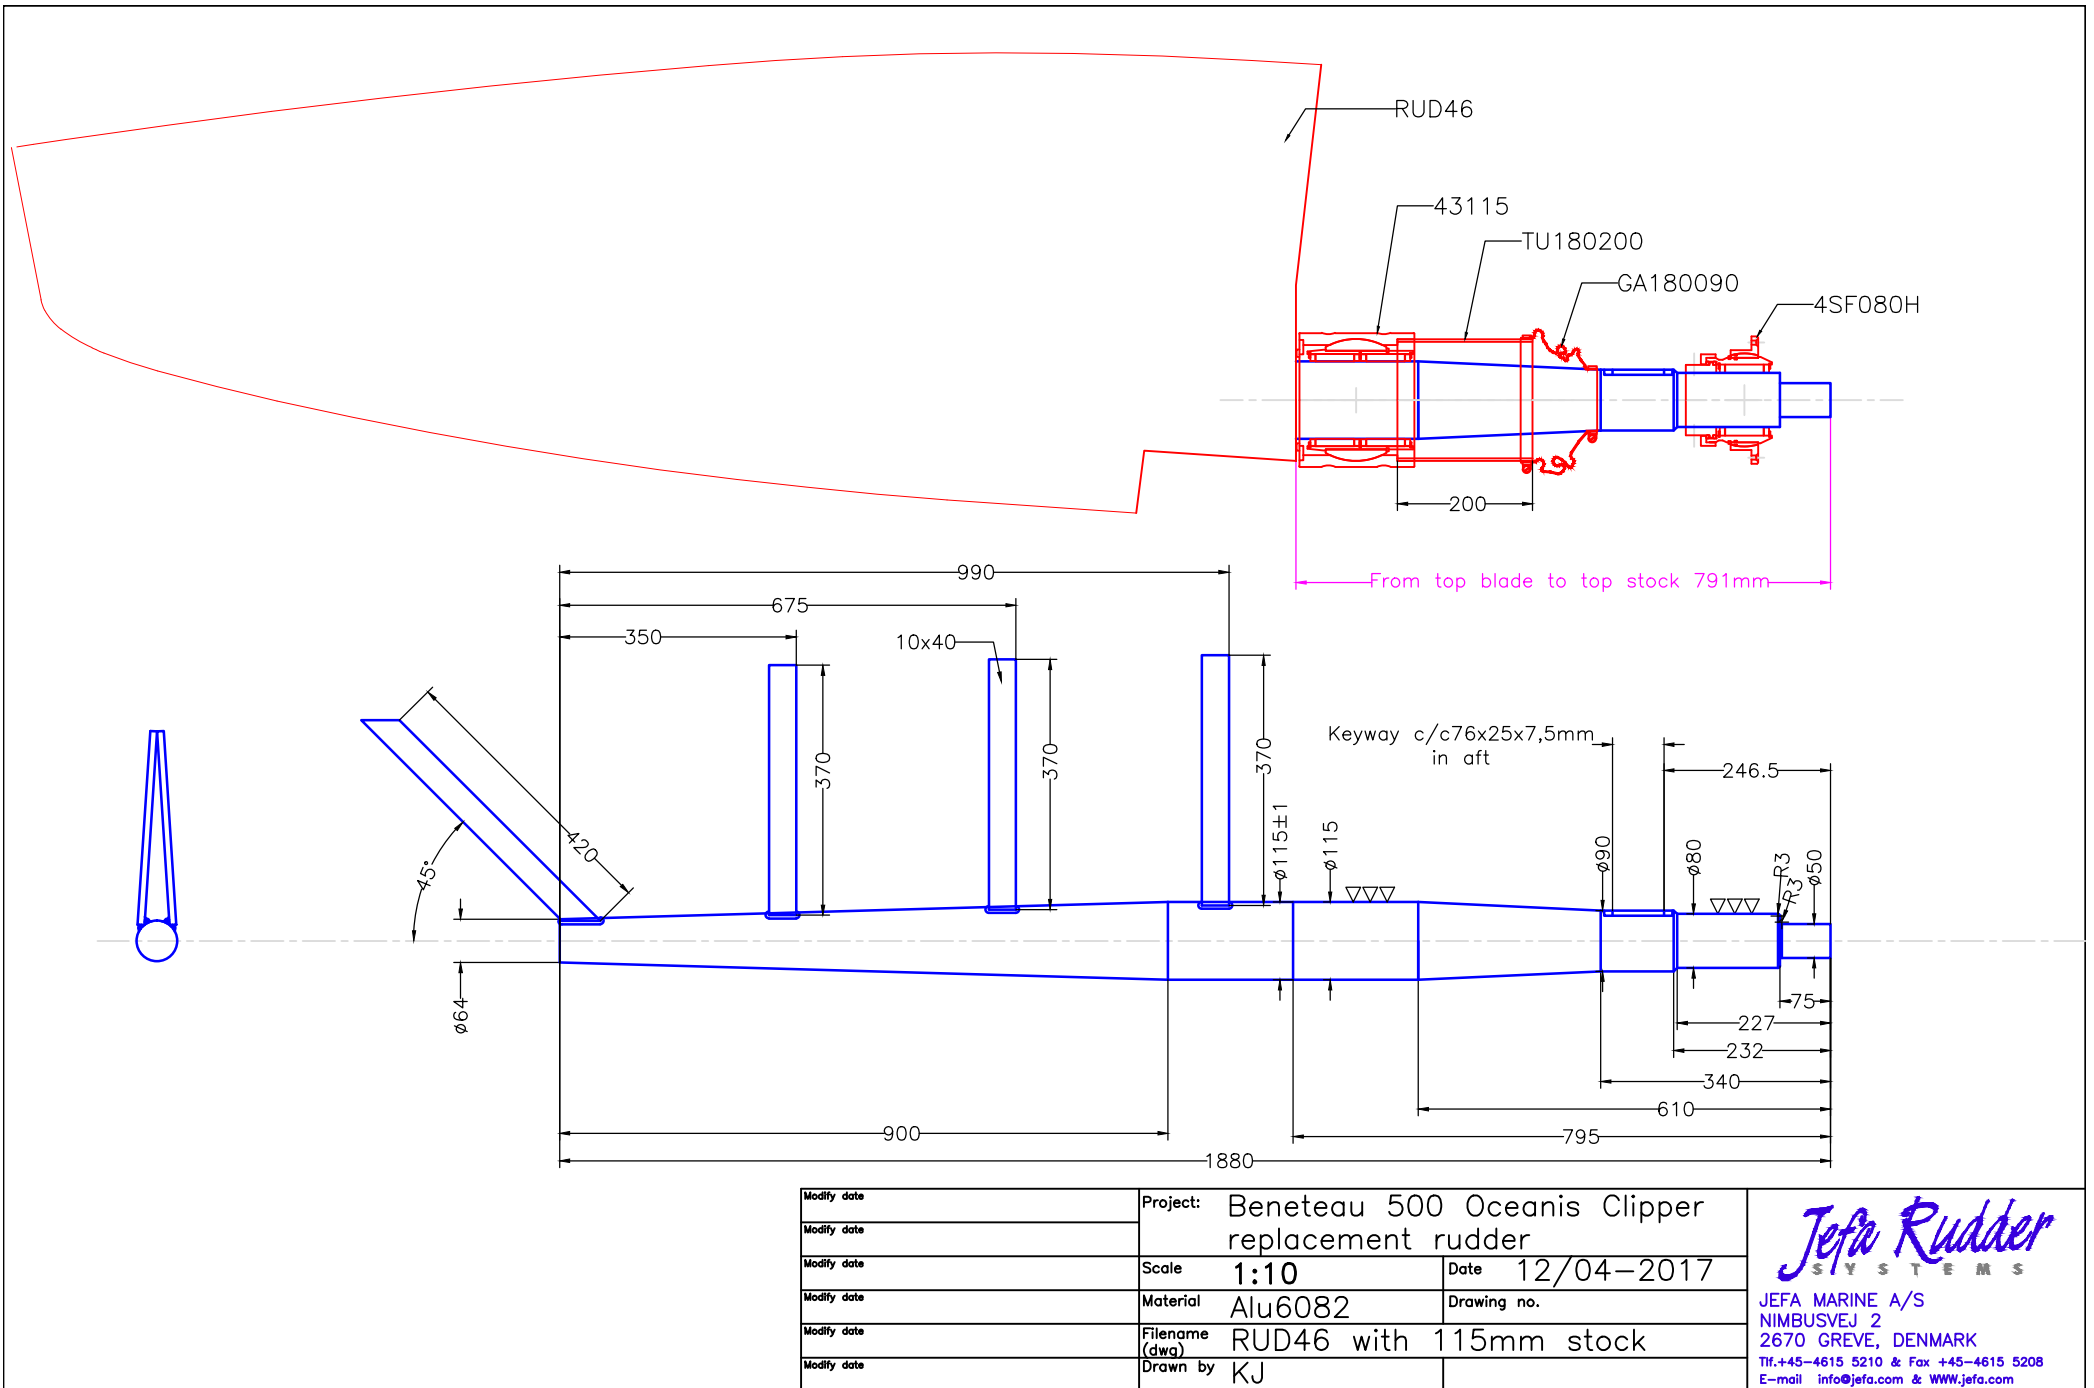 RUD46
43115
TU180200
GA180090
4SF080H
200
From top blade to top stock 791mm
990
675
350
10x40
370
370
370
Keyway c/c76x25x7,5mm
in aft
246.5
420
45°
ø115±1
ø115
ø90
ø80
R3
R3
ø50
ø64
75
227
232
340
610
900
795
1880
Modify date
Modify date
Modify date
Modify date
Modify date
Modify date
Project: Beneteau 500 Oceanis Clipper
replacement rudder
Scale 1:10 Date 12/04-2017
Material Alu6082 Drawing no.
Filename (dwg) RUD46 with 115mm stock
Drawn by KJ
Jefa Rudder
SYSTEMS
JEFA MARINE A/S
NIMBUSVEJ 2
2670 GREVE, DENMARK
Tlf.+45-4615 5210 & Fax +45-4615 5208
E-mail info@jefa.com & WWW.jefa.com